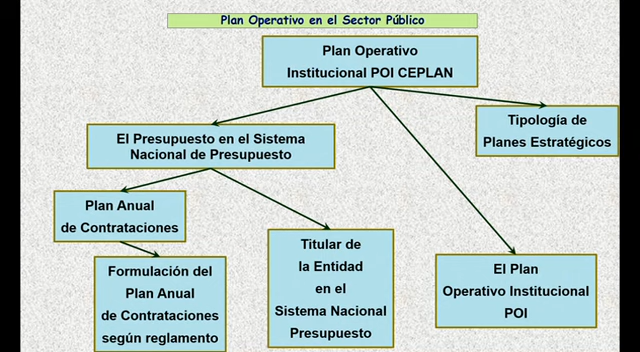 Plan Operativo en el Sector Público
Plan Operativo
Institucional POI CEPLAN
Tipología de
Planes Estratégicos
El Presupuesto en el Sistema
Nacional de Presupuesto
Plan Anual
de Contrataciones
Titular de
la Entidad
en el
Sistema Nacional
Presupuesto
El Plan
Operativo Institucional
POI
Formulación del
Plan Anual
de Contrataciones
según reglamento